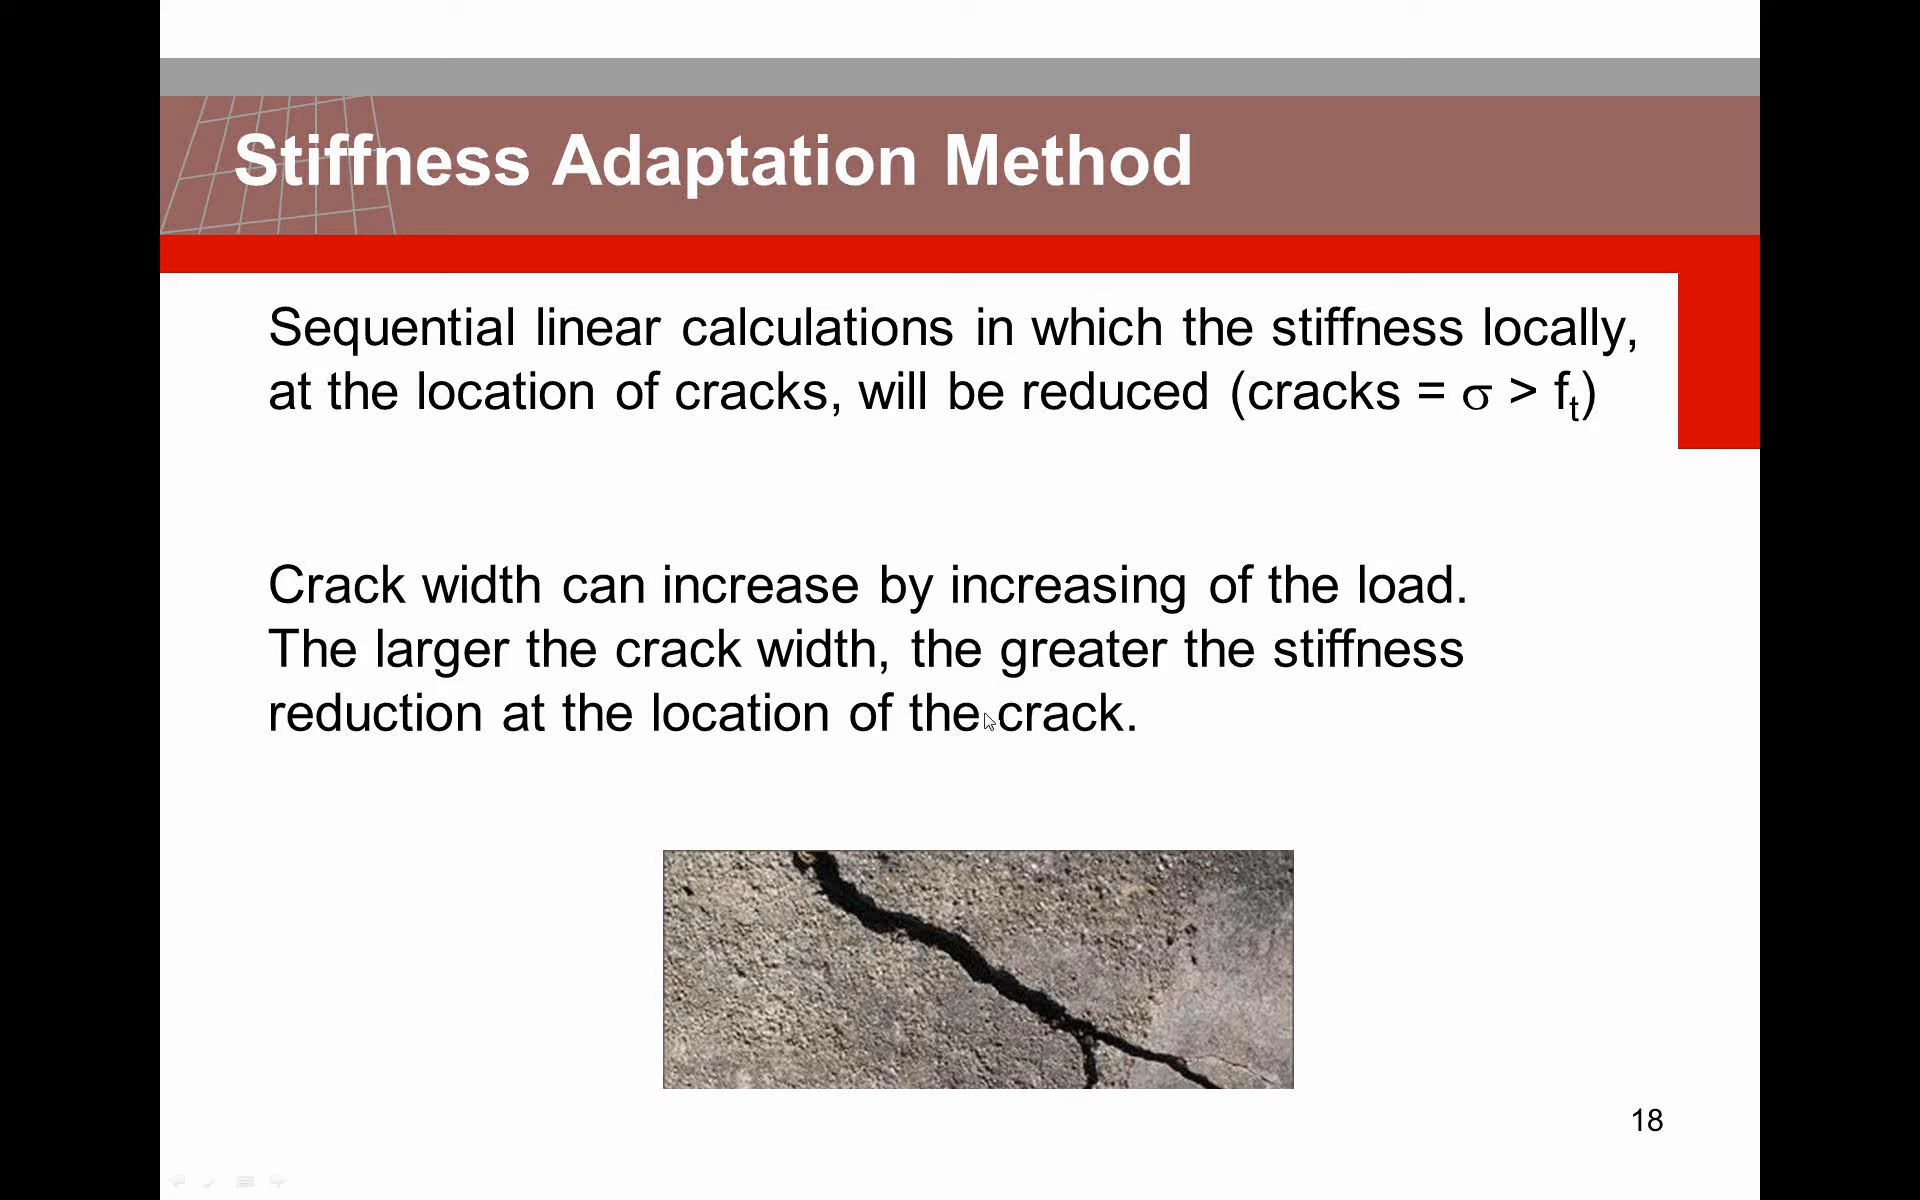 Stiffness Adaptation Method
Sequential linear calculations in which the stiffness locally,
at the location of cracks, will be reduced (cracks = σ > fₜ)
Crack width can increase by increasing of the load.
The larger the crack width, the greater the stiffness
reduction at the location of the crack.
18